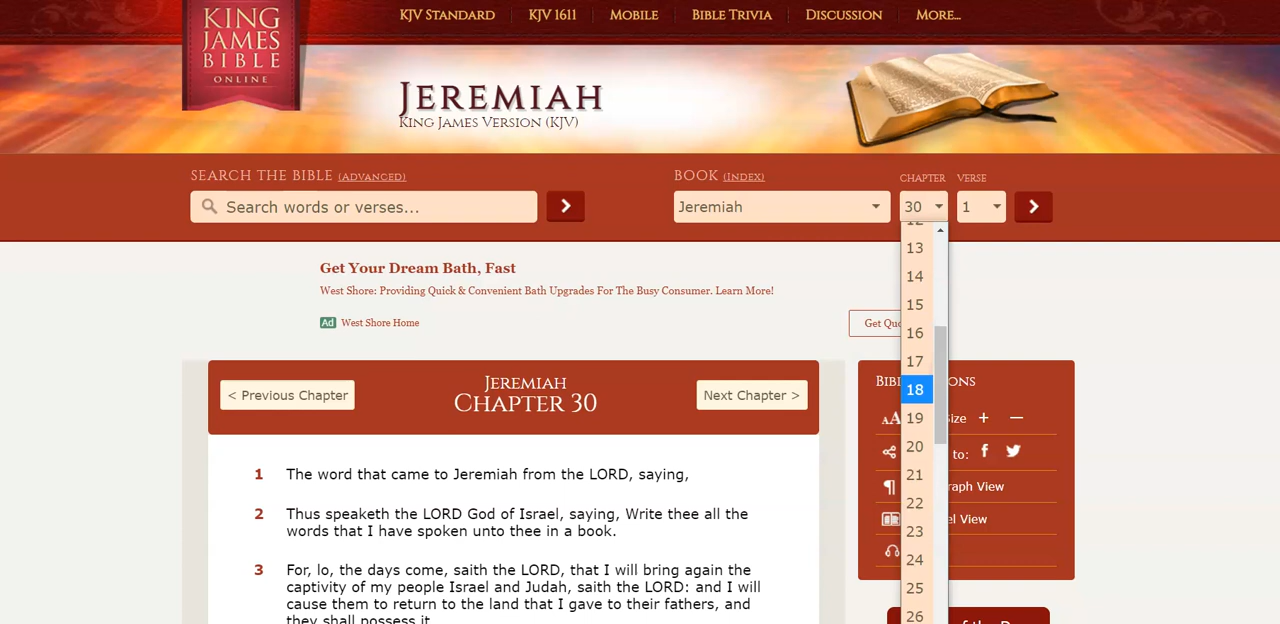 KING
JAMES
BIBLE
ONLINE
KJV STANDARD
KJV 1611
MOBILE
BIBLE TRIVIA
DISCUSSION
MORE...
JEREMIAH
KING JAMES VERSION (KJV)
SEARCH THE BIBLE (ADVANCED)
Search words or verses...
BOOK (INDEX)
Jeremiah
CHAPTER
30
VERSE
1
13
14
15
16
17
18
19
20
21
22
23
24
25
26
Get Your Dream Bath, Fast
West Shore: Providing Quick & Convenient Bath Upgrades For The Busy Consumer. Learn More!
Ad West Shore Home
Get
< Previous Chapter
JEREMIAH
CHAPTER 30
Next Chapter >
1 The word that came to Jeremiah from the LORD, saying,
2 Thus speaketh the LORD God of Israel, saying, Write thee all the
words that I have spoken unto thee in a book.
3 For, lo, the days come, saith the LORD, that I will bring again the
captivity of my people Israel and Judah, saith the LORD: and I will
cause them to return to the land that I gave to their fathers, and
they shall possess it.
to:
View
View